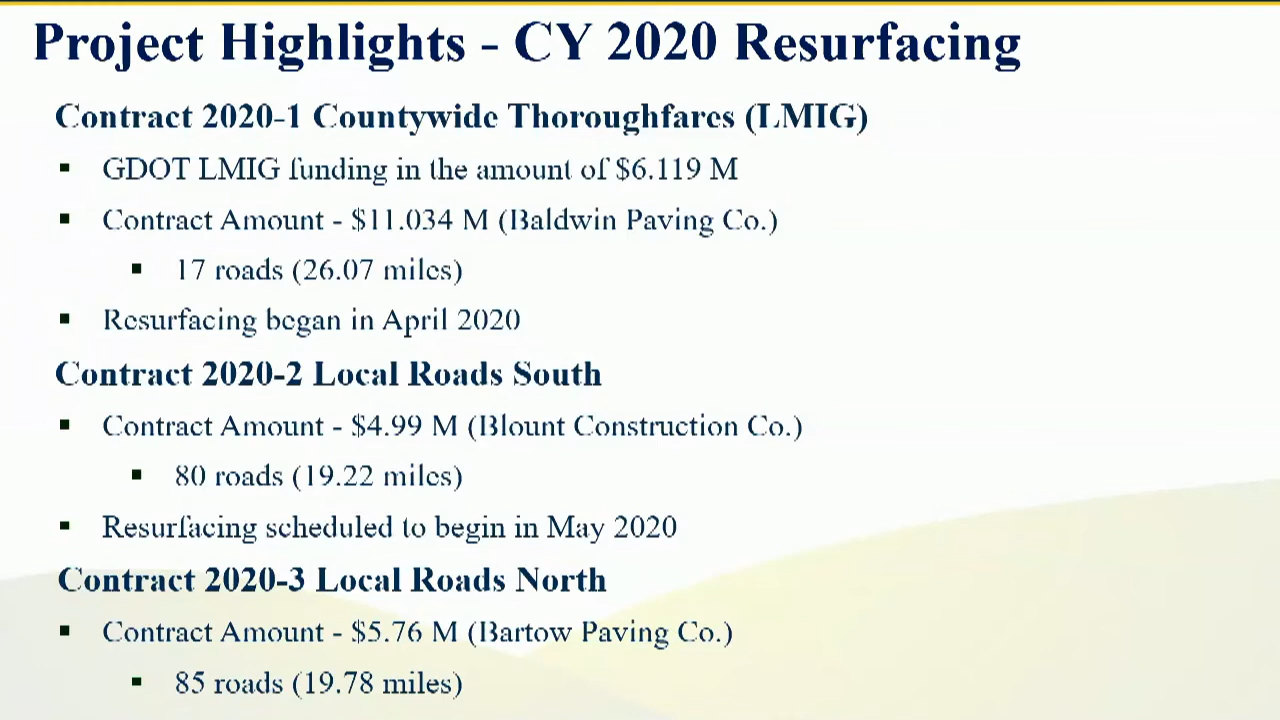 Project Highlights - CY 2020 Resurfacing
Contract 2020-1 Countywide Thoroughfares (LMIG)
▪ GDOT LMIG funding in the amount of $6.119 M
▪ Contract Amount - $11.034 M (Baldwin Paving Co.)
▪ 17 roads (26.07 miles)
▪ Resurfacing began in April 2020
Contract 2020-2 Local Roads South
▪ Contract Amount - $4.99 M (Blount Construction Co.)
▪ 80 roads (19.22 miles)
▪ Resurfacing scheduled to begin in May 2020
Contract 2020-3 Local Roads North
▪ Contract Amount - $5.76 M (Bartow Paving Co.)
▪ 85 roads (19.78 miles)